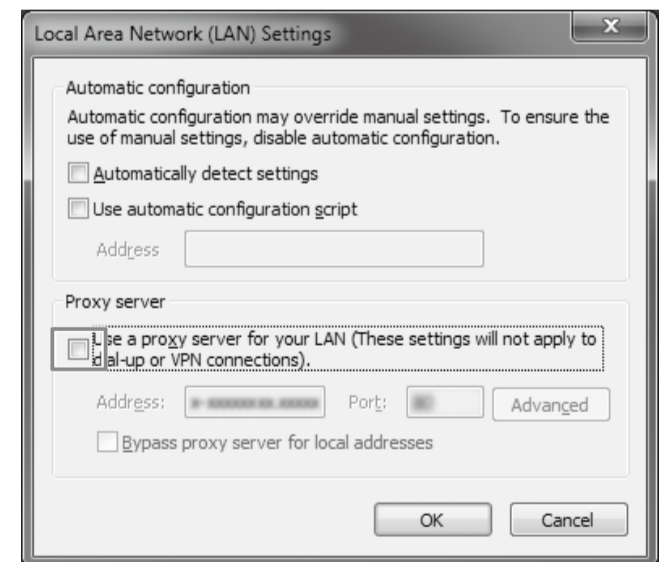 Local Area Network (LAN) Settings
X
Automatic configuration
Automatic configuration may override manual settings. To ensure the
use of manual settings, disable automatic configuration.
Automatically detect settings
Use automatic configuration script
Address
Proxy server
Use a proxy server for your LAN (These settings will not apply to
dial-up or VPN connections).
Address: Port: Advanced
Bypass proxy server for local addresses
OK Cancel